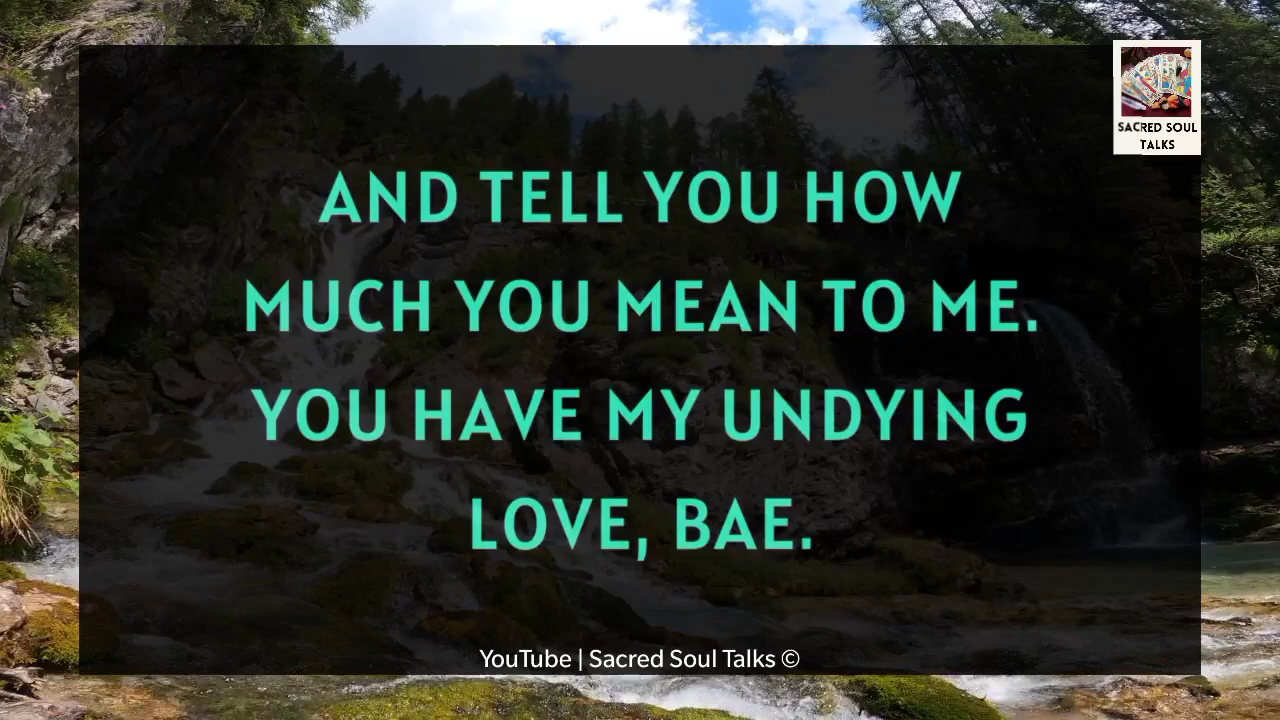 SACRED SOUL
TALKS
AND TELL YOU HOW
MUCH YOU MEAN TO ME.
YOU HAVE MY UNDYING
LOVE, BAE.
YouTube | Sacred Soul Talks ©